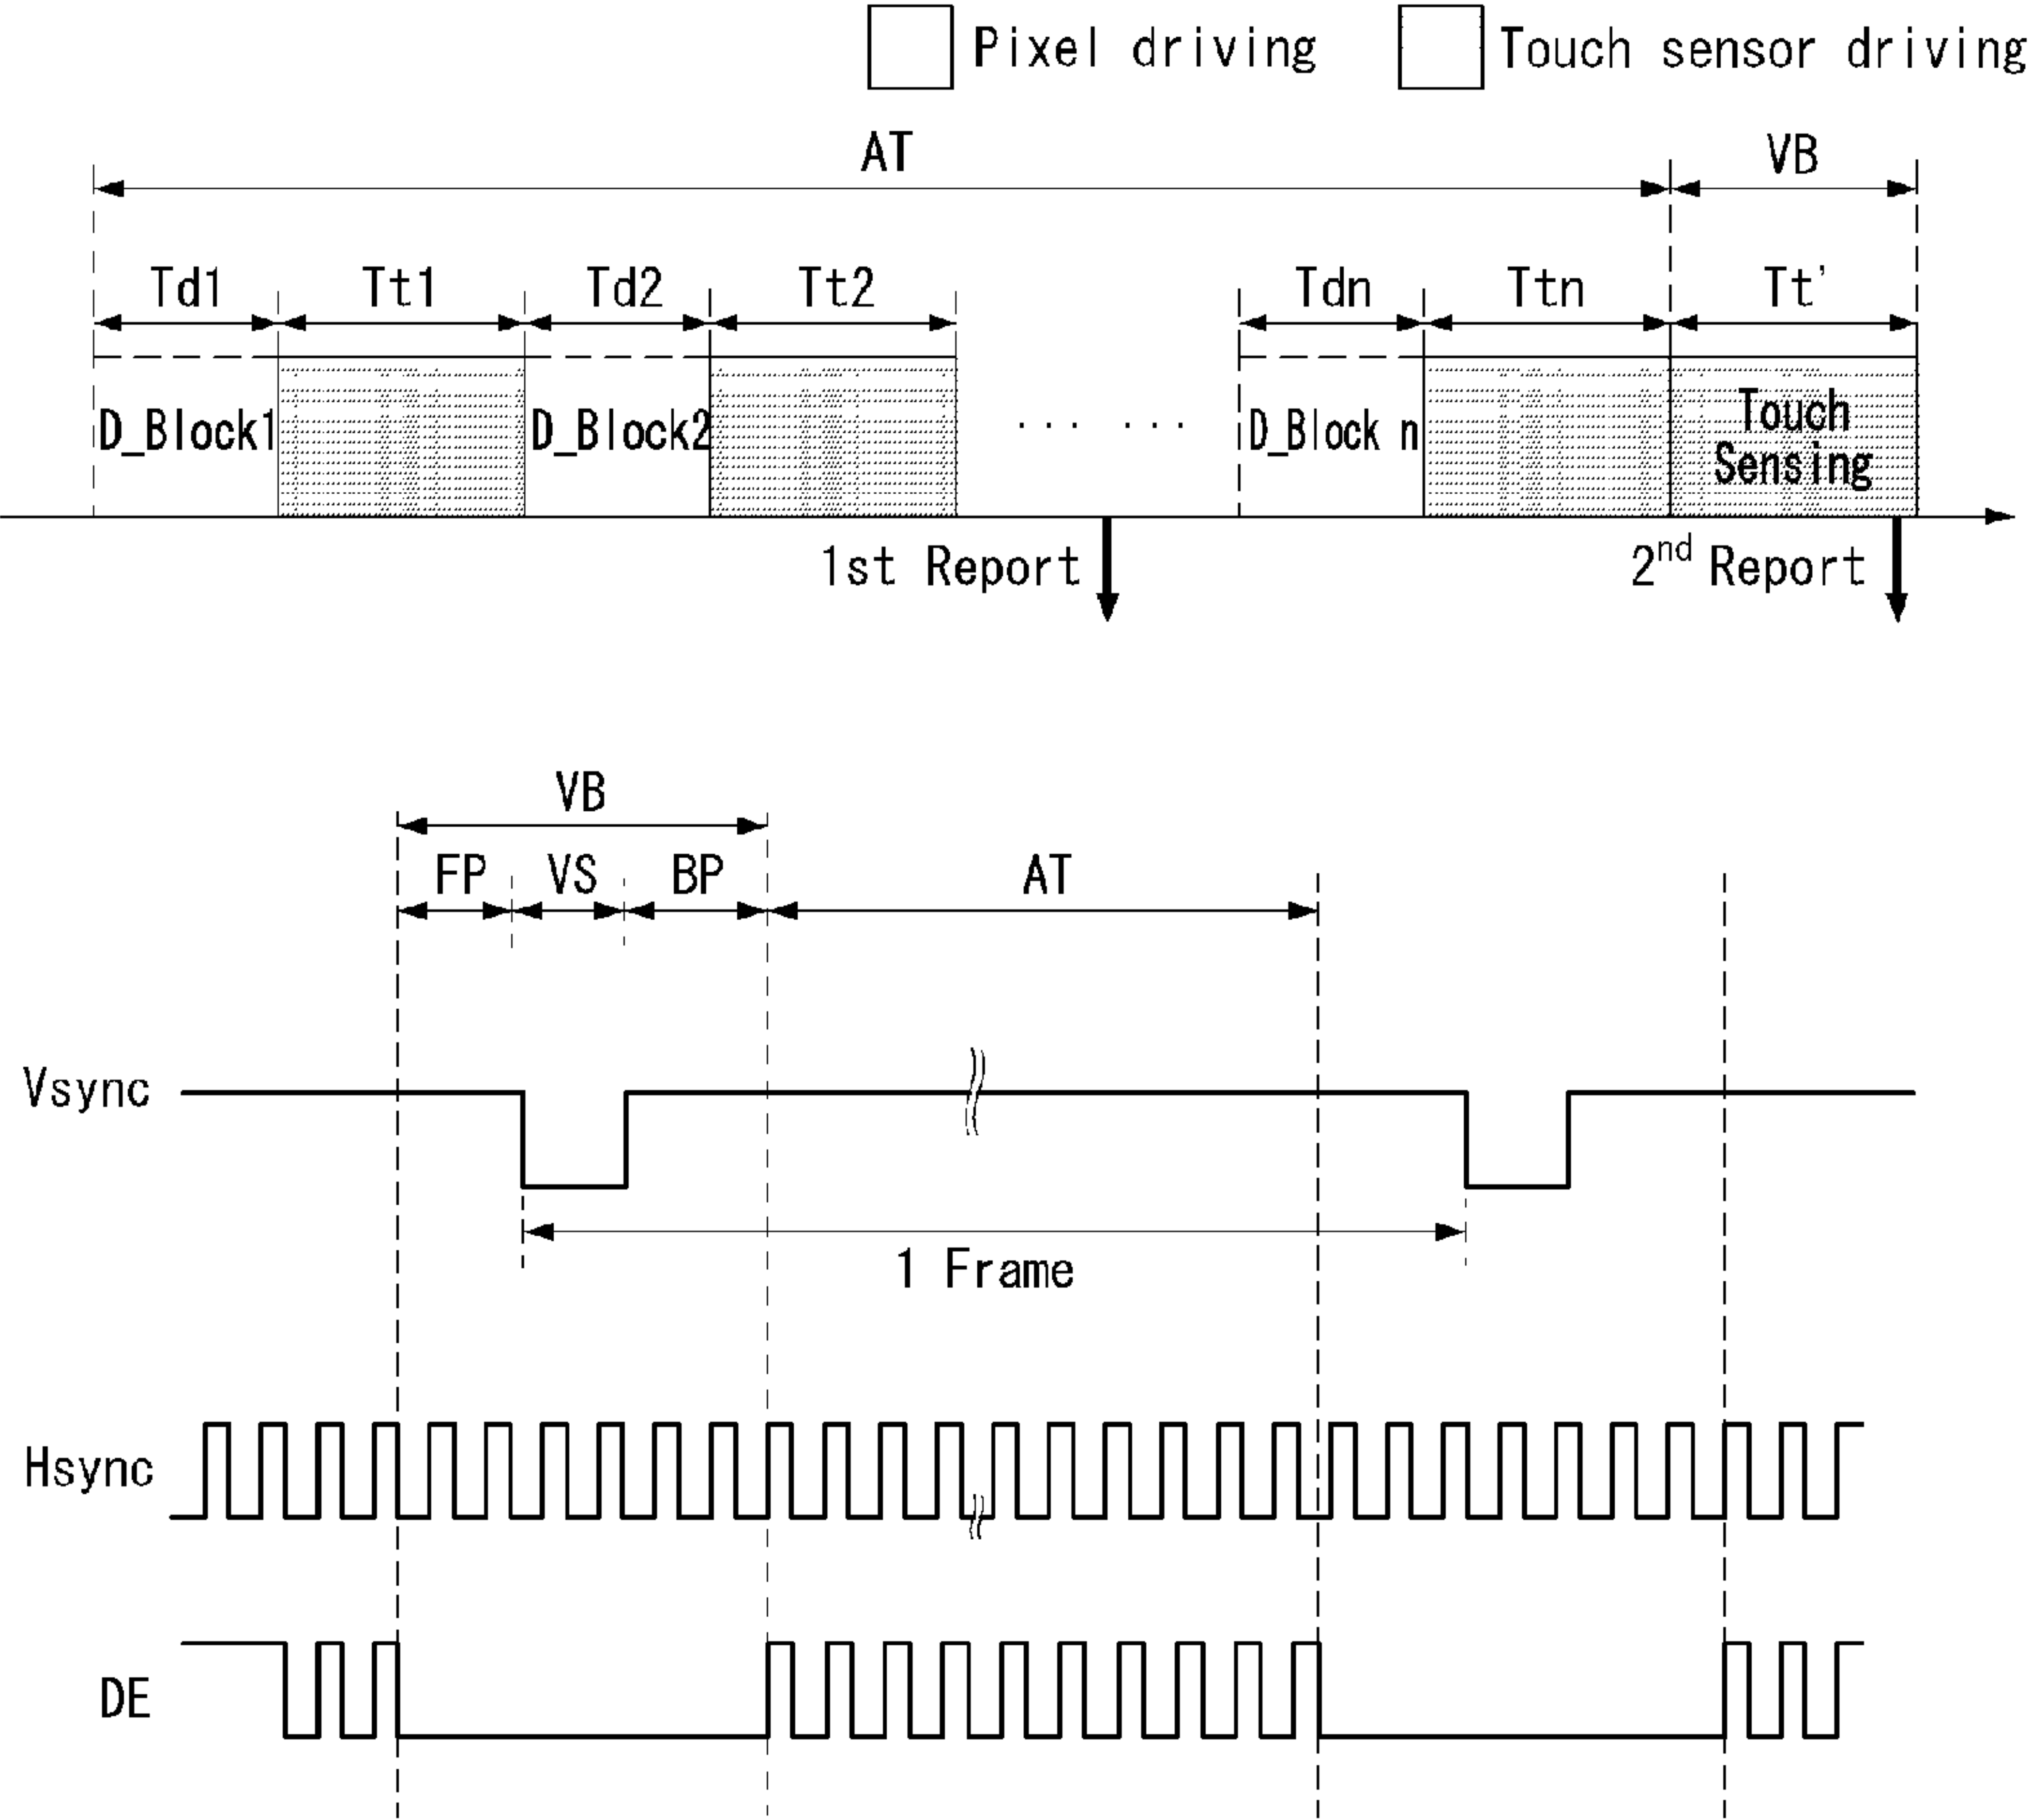 Pixel driving Touch sensor driving
AT VB
Td1 Tt1 Td2 Tt2 Tdn Ttn Tt'
D_Block1 D_Block2 ... ... D_Block n Touch
Sensing
1st Report 2nd Report
VB
FP VS BP AT
Vsync
1 Frame
Hsync
DE